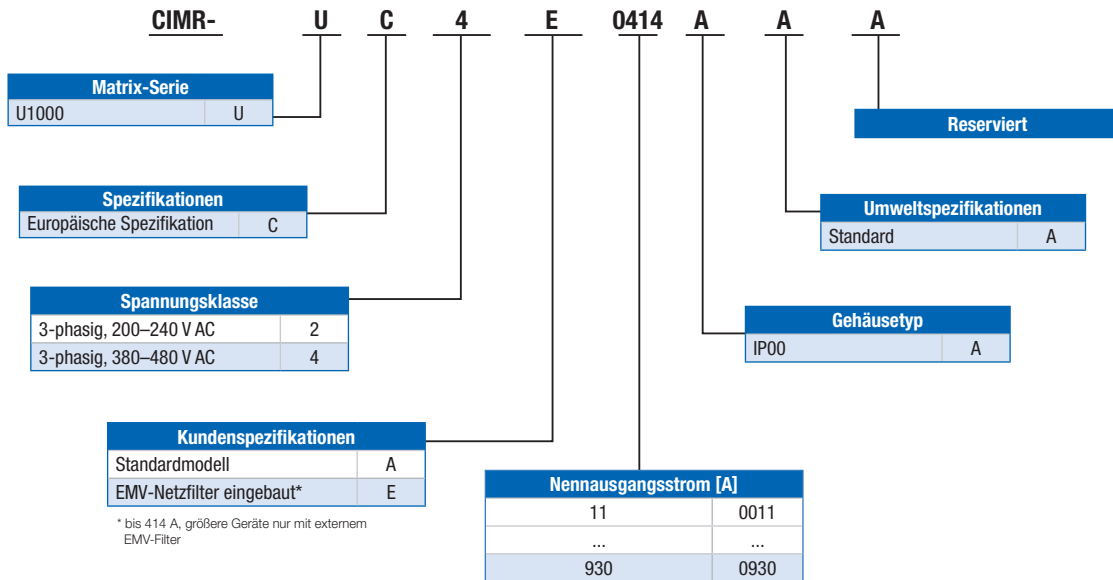 CIMR- U C 4 E 0414 A A A
Matrix-Serie
U1000 U
Reserviert
Spezifikationen
Europäische Spezifikation C
Umweltspezifikationen
Standard A
Spannungsklasse
3-phasig, 200–240 V AC 2
3-phasig, 380–480 V AC 4
Gehäusetyp
IP00 A
Kundenspezifikationen
Standardmodell A
EMV-Netzfilter eingebaut* E
* bis 414 A, größere Geräte nur mit externem
EMV-Filter
Nennausgangsstrom [A]
11 0011
... ...
930 0930